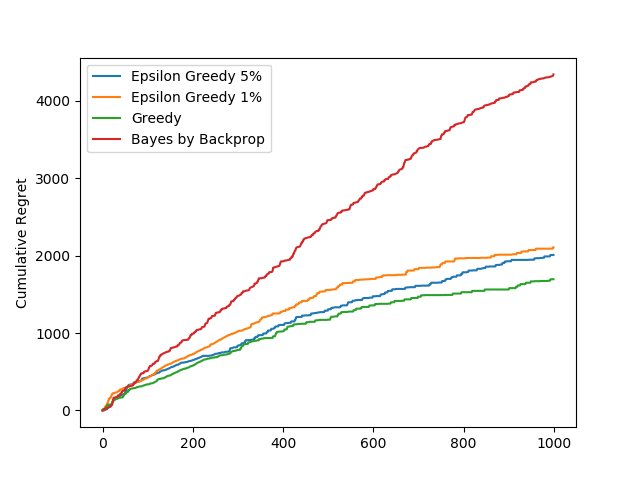 Epsilon Greedy 5%
Epsilon Greedy 1%
Greedy
Bayes by Backprop
Cumulative Regret
4000
3000
2000
1000
0
0 200 400 600 800 1000